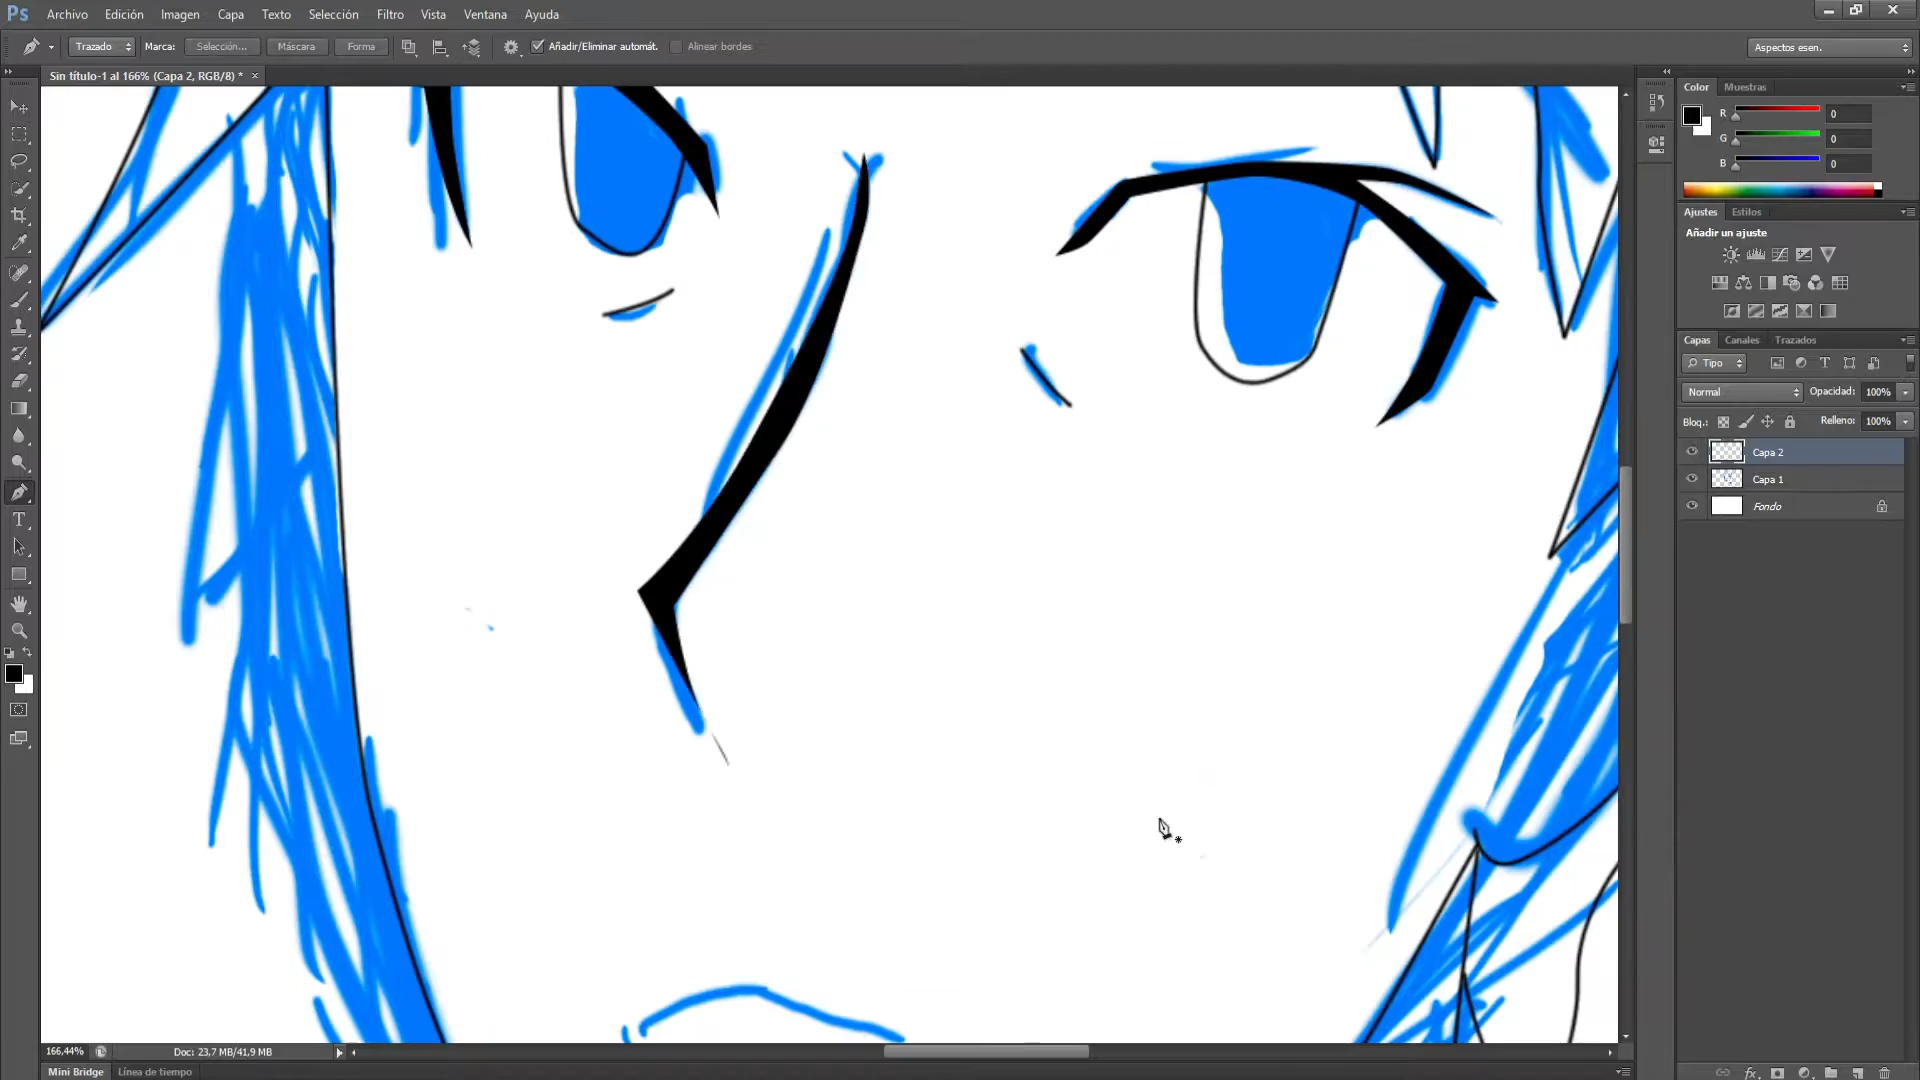 Ps Archivo Edición Imagen Capa Texto Selección Filtro Vista Ventana Ayuda
Trazado Marca: Selección... Máscara Forma Añadir/Eliminar automát. Alinear bordes Aspectos esen.
Sin título-1 al 166% (Capa 2, RGB/8) * ×
Color Muestras
R 0
G 0
B 0
Ajustes Estilos
Añadir un ajuste
Capas Canales Trazados
Tipo
Normal Opacidad: 100%
Bloq.: Relleno: 100%
Capa 2
Capa 1
Fondo
166,44% Doc: 23,7 MB/41,9 MB
Mini Bridge Línea de tiempo